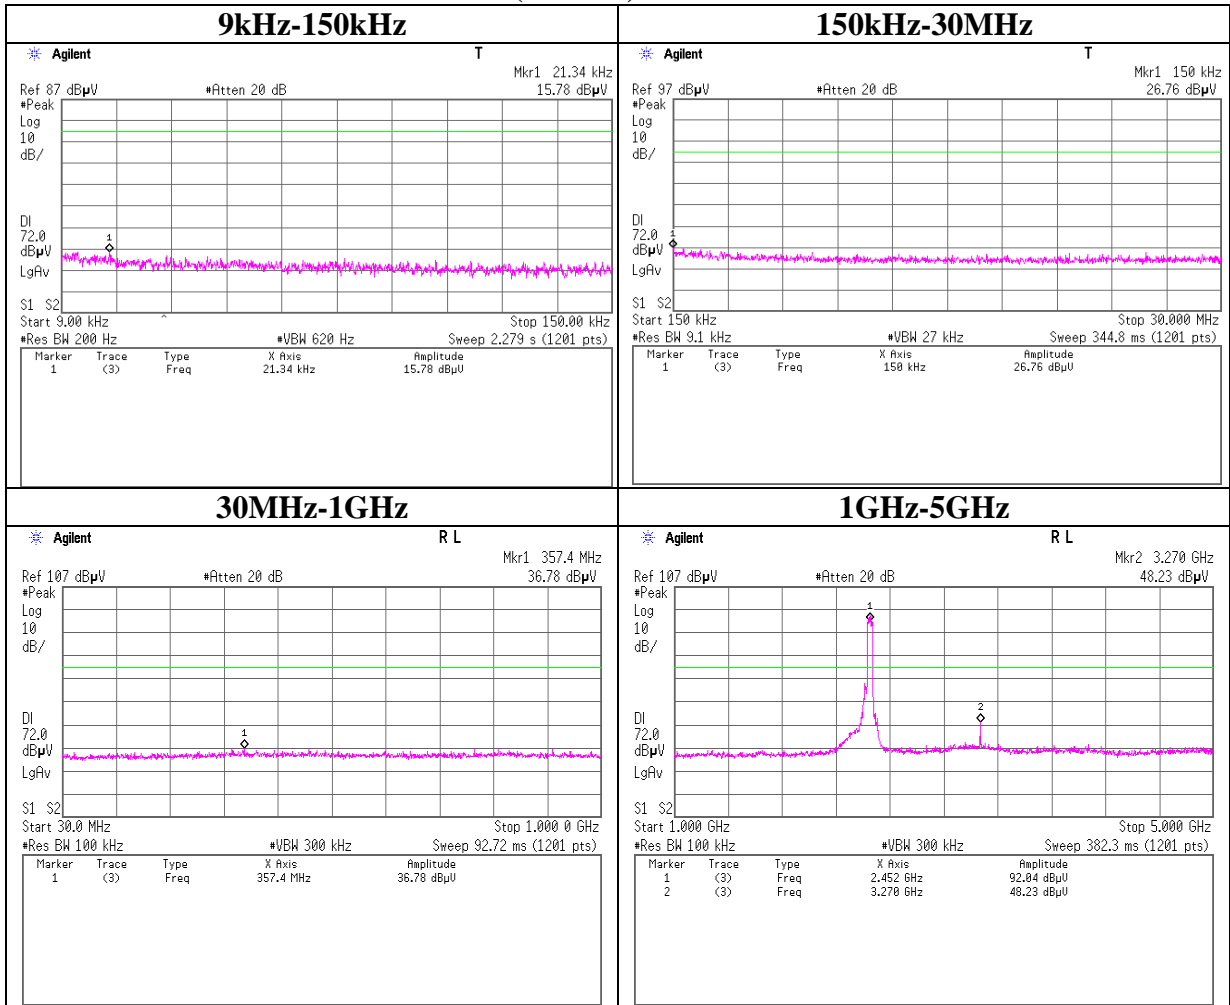 9kHz-150kHz
Agilent T
Mkr1 21.34 kHz
Ref 87 dBµV #Atten 20 dB 15.78 dBµV
#Peak
Log
10
dB/
DI
72.0
dBµV
LgAv
S1 S2
1
Start 9.00 kHz ^ Stop 150.00 kHz
#Res BW 200 Hz #VBW 620 Hz Sweep 2.279 s (1201 pts)
Marker Trace Type X Axis Amplitude
1 (3) Freq 21.34 kHz 15.78 dBµV
150kHz-30MHz
Agilent T
Mkr1 150 kHz
Ref 97 dBµV #Atten 20 dB 26.76 dBµV
#Peak
Log
10
dB/
DI
72.0
dBµV
LgAv
S1 S2
1
Start 150 kHz Stop 30.000 MHz
#Res BW 9.1 kHz #VBW 27 kHz Sweep 344.8 ms (1201 pts)
Marker Trace Type X Axis Amplitude
1 (3) Freq 150 kHz 26.76 dBµV
30MHz-1GHz
Agilent R L
Mkr1 357.4 MHz
Ref 107 dBµV #Atten 20 dB 36.78 dBµV
#Peak
Log
10
dB/
DI
72.0
dBµV
LgAv
S1 S2
1
Start 30.0 MHz Stop 1.000 0 GHz
#Res BW 100 kHz #VBW 300 kHz Sweep 92.72 ms (1201 pts)
Marker Trace Type X Axis Amplitude
1 (3) Freq 357.4 MHz 36.78 dBµV
1GHz-5GHz
Agilent R L
Mkr2 3.270 GHz
Ref 107 dBµV #Atten 20 dB 48.23 dBµV
#Peak
Log
10
dB/
DI
72.0
dBµV
LgAv
S1 S2
1
2
Start 1.000 GHz Stop 5.000 GHz
#Res BW 100 kHz #VBW 300 kHz Sweep 382.3 ms (1201 pts)
Marker Trace Type X Axis Amplitude
1 (3) Freq 2.452 GHz 92.04 dBµV
2 (3) Freq 3.270 GHz 48.23 dBµV